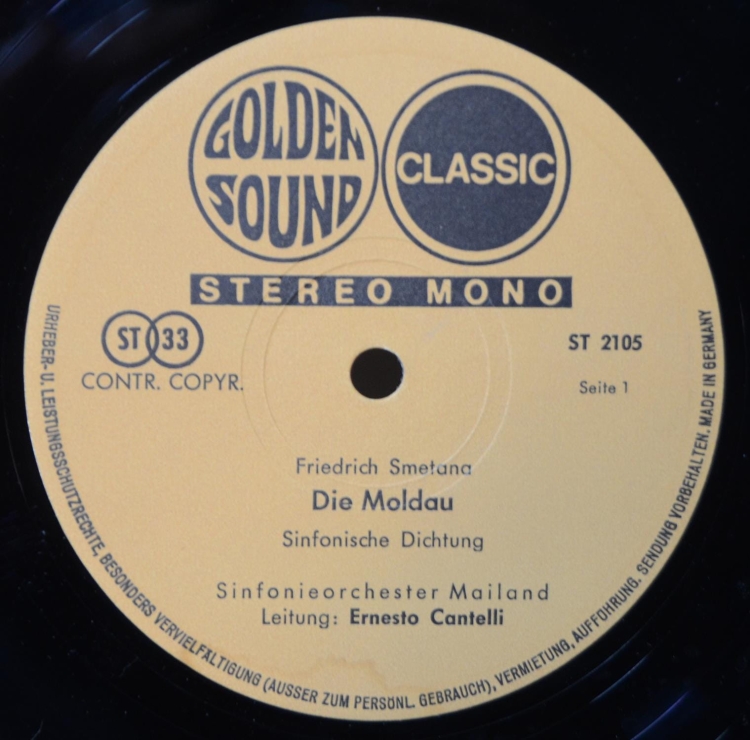 GOLDEN
SOUND
CLASSIC
STEREO MONO
ST 33
CONTR. COPYR.
ST 2105
Seite 1
Friedrich Smetana
Die Moldau
Sinfonische Dichtung
Sinfonieorchester Mailand
Leitung: Ernesto Cantelli
URHEBER- U. LEISTUNGSSCHUTZRECHTE, BESONDERS VERVIELFÄLTIGUNG (AUSSER ZUM PERSÖNL. GEBRAUCH), VERMIETUNG, AUFFÜHRUNG, SENDUNG VORBEHALTEN. MADE IN GERMANY